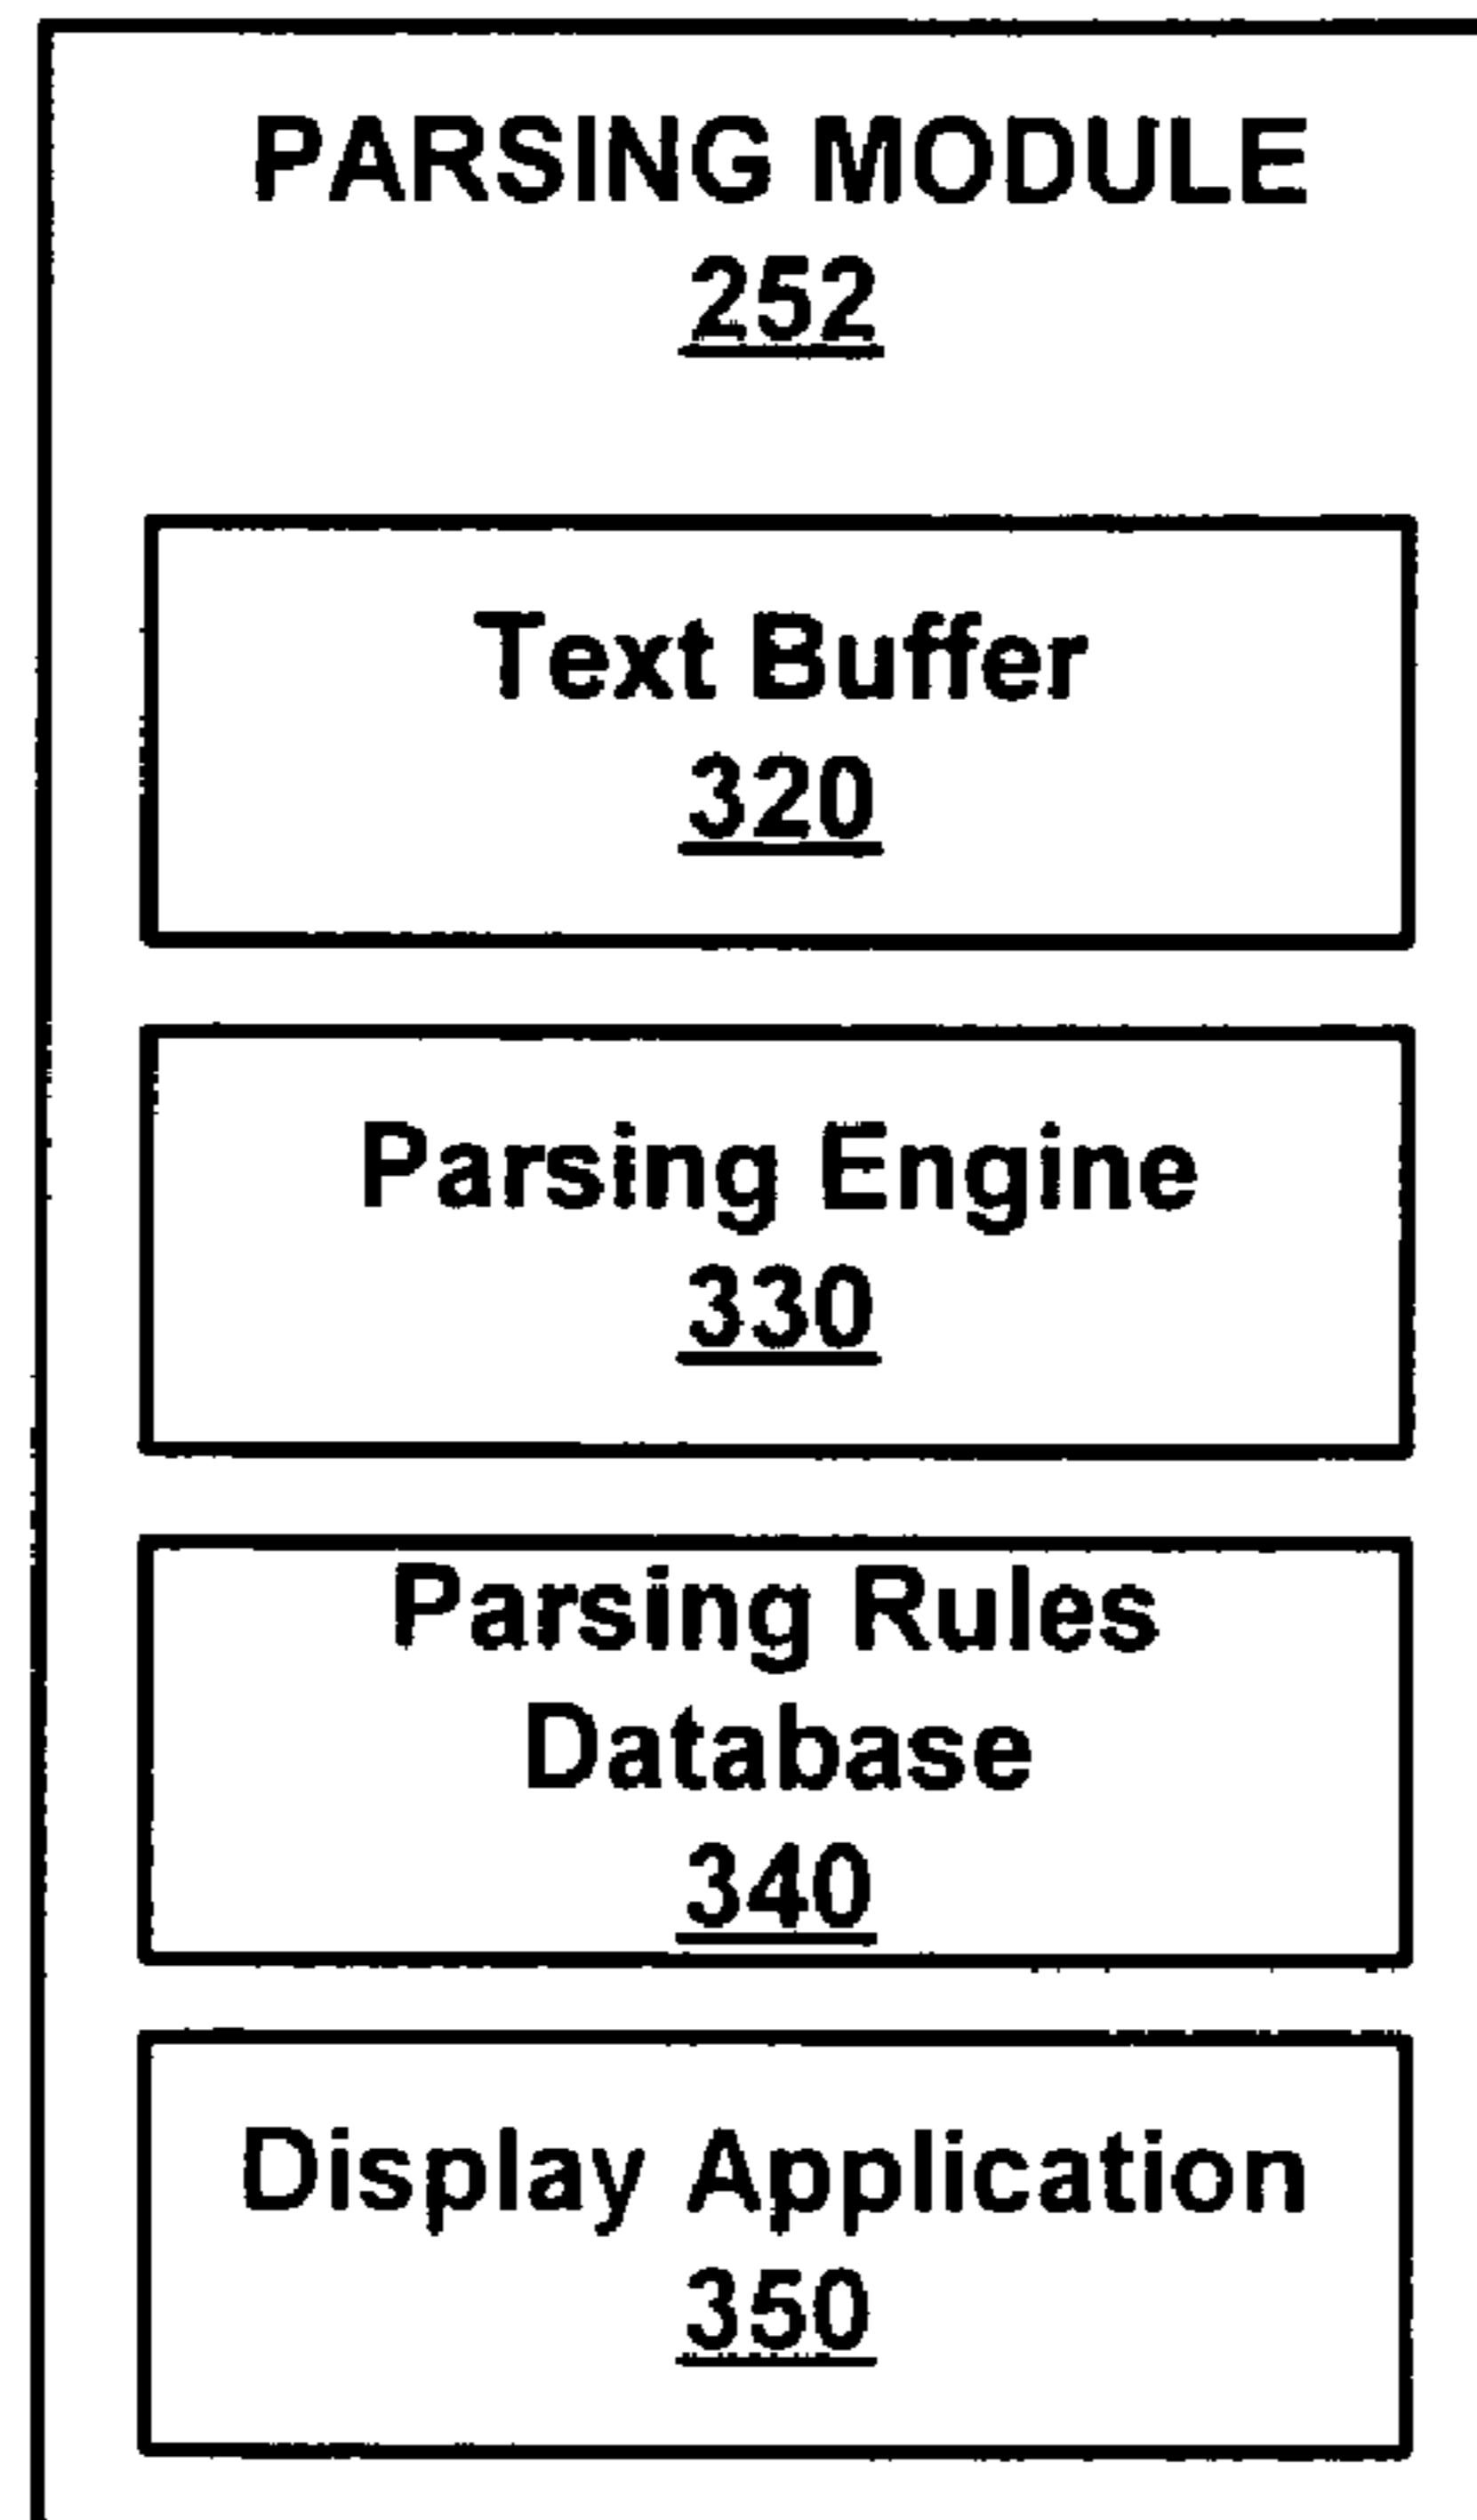 PARSING MODULE
252
Text Buffer
320
Parsing Engine
330
Parsing Rules
Database
340
Display Application
350